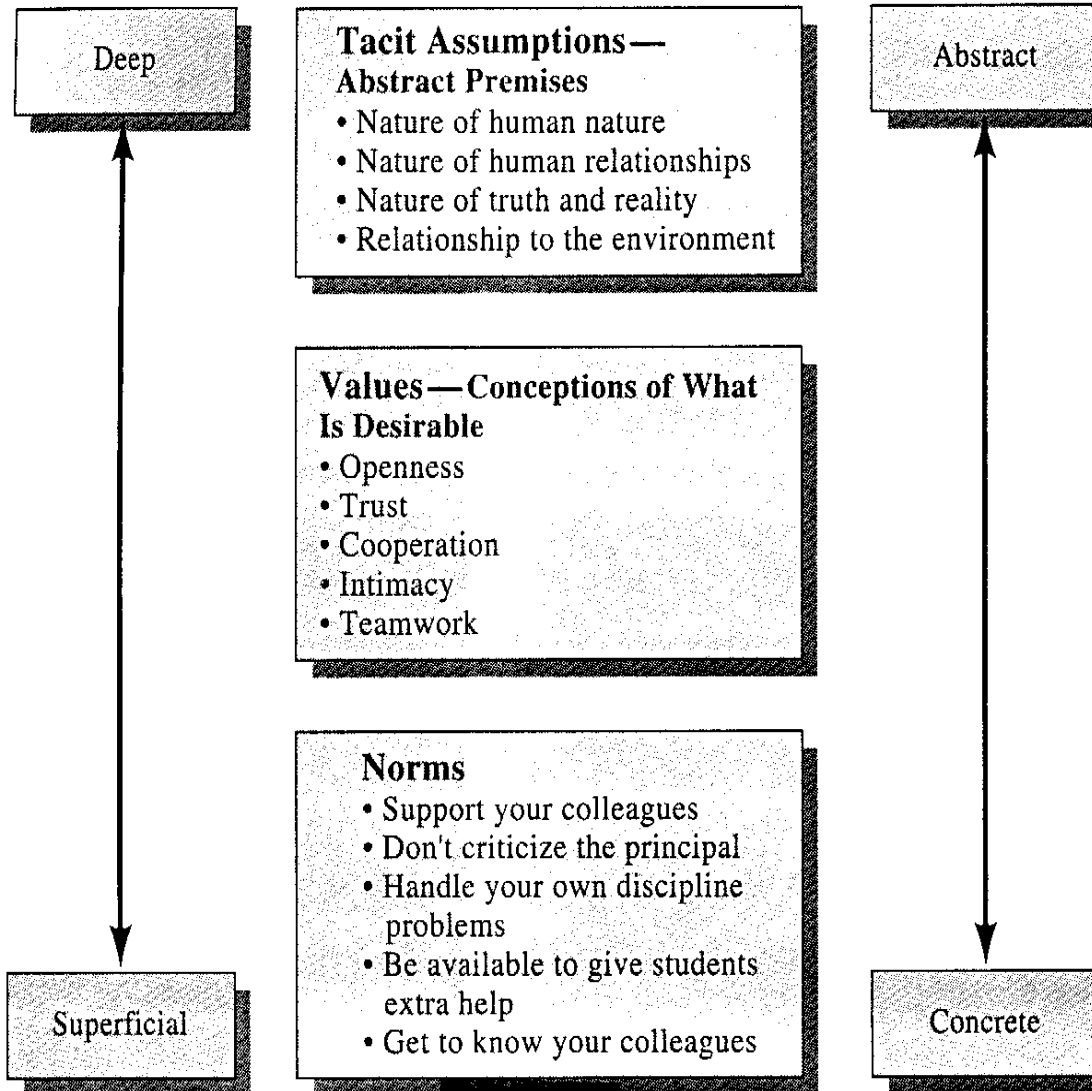 Deep
Tacit Assumptions—
Abstract Premises
• Nature of human nature
• Nature of human relationships
• Nature of truth and reality
• Relationship to the environment
Abstract
Values—Conceptions of What
Is Desirable
• Openness
• Trust
• Cooperation
• Intimacy
• Teamwork
Superficial
Norms
• Support your colleagues
• Don't criticize the principal
• Handle your own discipline
problems
• Be available to give students
extra help
• Get to know your colleagues
Concrete